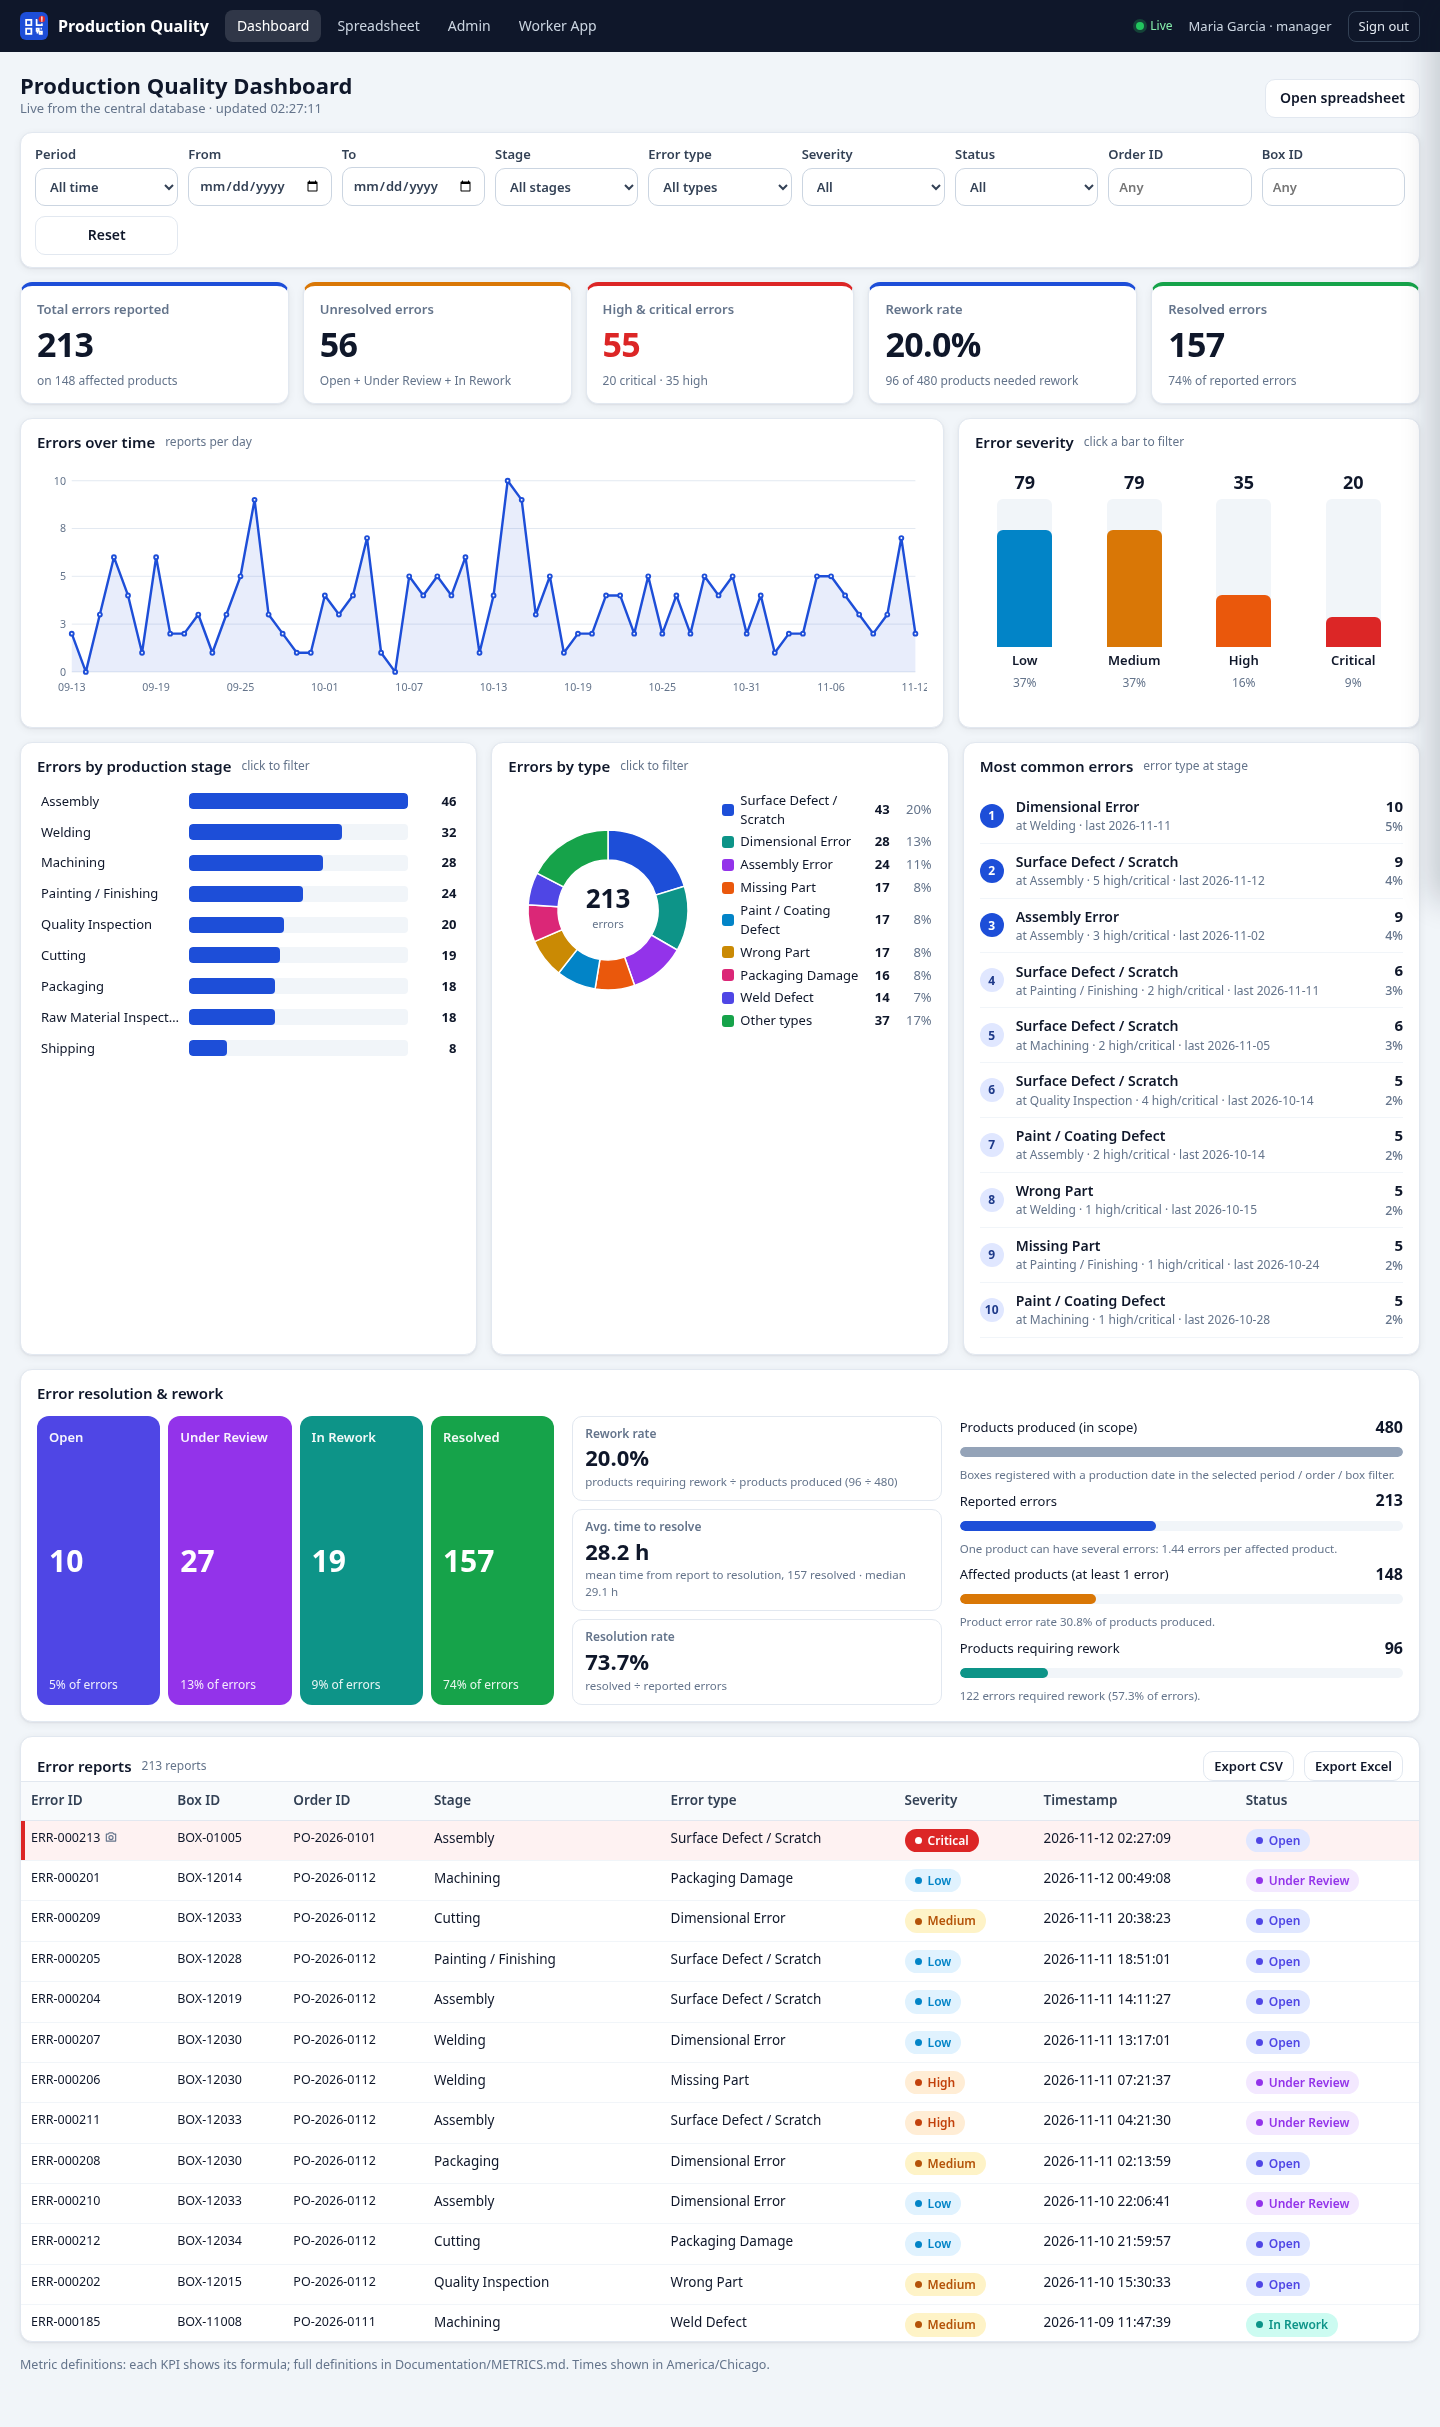 Production Quality
Dashboard
Spreadsheet
Admin
Worker App
Live
Maria Garcia · manager
Sign out
Production Quality Dashboard
Live from the central database · updated 02:27:11
Open spreadsheet
Period
From
To
Stage
Error type
Severity
Status
Order ID
Box ID
All time
mm/dd/yyyy
mm/dd/yyyy
All stages
All types
All
All
Any
Any
Reset
Total errors reported
213
on 148 affected products
Unresolved errors
56
Open + Under Review + In Rework
High & critical errors
55
20 critical · 35 high
Rework rate
20.0%
96 of 480 products needed rework
Resolved errors
157
74% of reported errors
Errors over time reports per day
10
8
5
3
0
09-13 09-19 09-25 10-01 10-07 10-13 10-19 10-25 10-31 11-06 11-12
Error severity click a bar to filter
79 79 35 20
Low Medium High Critical
37% 37% 16% 9%
Errors by production stage click to filter
Assembly 46
Welding 32
Machining 28
Painting / Finishing 24
Quality Inspection 20
Cutting 19
Packaging 18
Raw Material Inspect... 18
Shipping 8
Errors by type click to filter
213
errors
Surface Defect /
Scratch 43 20%
Dimensional Error 28 13%
Assembly Error 24 11%
Missing Part 17 8%
Paint / Coating
Defect 17 8%
Wrong Part 17 8%
Packaging Damage 16 8%
Weld Defect 14 7%
Other types 37 17%
Most common errors error type at stage
1 Dimensional Error 10
at Welding · last 2026-11-11 5%
2 Surface Defect / Scratch 9
at Assembly · 5 high/critical · last 2026-11-12 4%
3 Assembly Error 9
at Assembly · 3 high/critical · last 2026-11-02 4%
4 Surface Defect / Scratch 6
at Painting / Finishing · 2 high/critical · last 2026-11-11 3%
5 Surface Defect / Scratch 6
at Machining · 2 high/critical · last 2026-11-05 3%
6 Surface Defect / Scratch 5
at Quality Inspection · 4 high/critical · last 2026-10-14 2%
7 Paint / Coating Defect 5
at Assembly · 2 high/critical · last 2026-10-14 2%
8 Wrong Part 5
at Welding · 1 high/critical · last 2026-10-15 2%
9 Missing Part 5
at Painting / Finishing · 1 high/critical · last 2026-10-24 2%
10 Paint / Coating Defect 5
at Machining · 1 high/critical · last 2026-10-28 2%
Error resolution & rework
Open
10
5% of errors
Under Review
27
13% of errors
In Rework
19
9% of errors
Resolved
157
74% of errors
Rework rate
20.0%
products requiring rework ÷ products produced (96 ÷ 480)
Avg. time to resolve
28.2 h
mean time from report to resolution, 157 resolved · median
29.1 h
Resolution rate
73.7%
resolved ÷ reported errors
Products produced (in scope) 480
Boxes registered with a production date in the selected period / order / box filter.
Reported errors 213
One product can have several errors: 1.44 errors per affected product.
Affected products (at least 1 error) 148
Product error rate 30.8% of products produced.
Products requiring rework 96
122 errors required rework (57.3% of errors).
Error reports 213 reports
Export CSV
Export Excel
Error ID Box ID Order ID Stage Error type Severity Timestamp Status
ERR-000213 BOX-01005 PO-2026-0101 Assembly Surface Defect / Scratch Critical 2026-11-12 02:27:09 Open
ERR-000201 BOX-12014 PO-2026-0112 Machining Packaging Damage Low 2026-11-12 00:49:08 Under Review
ERR-000209 BOX-12033 PO-2026-0112 Cutting Dimensional Error Medium 2026-11-11 20:38:23 Open
ERR-000205 BOX-12028 PO-2026-0112 Painting / Finishing Surface Defect / Scratch Low 2026-11-11 18:51:01 Open
ERR-000204 BOX-12019 PO-2026-0112 Assembly Surface Defect / Scratch Low 2026-11-11 14:11:27 Open
ERR-000207 BOX-12030 PO-2026-0112 Welding Dimensional Error Low 2026-11-11 13:17:01 Open
ERR-000206 BOX-12030 PO-2026-0112 Welding Missing Part High 2026-11-11 07:21:37 Under Review
ERR-000211 BOX-12033 PO-2026-0112 Assembly Surface Defect / Scratch High 2026-11-11 04:21:30 Under Review
ERR-000208 BOX-12030 PO-2026-0112 Packaging Dimensional Error Medium 2026-11-11 02:13:59 Open
ERR-000210 BOX-12033 PO-2026-0112 Assembly Dimensional Error Low 2026-11-10 22:06:41 Under Review
ERR-000212 BOX-12034 PO-2026-0112 Cutting Packaging Damage Low 2026-11-10 21:59:57 Open
ERR-000202 BOX-12015 PO-2026-0112 Quality Inspection Wrong Part Medium 2026-11-10 15:30:33 Open
ERR-000185 BOX-11008 PO-2026-0111 Machining Weld Defect Medium 2026-11-09 11:47:39 In Rework
Metric definitions: each KPI shows its formula; full definitions in Documentation/METRICS.md. Times shown in America/Chicago.